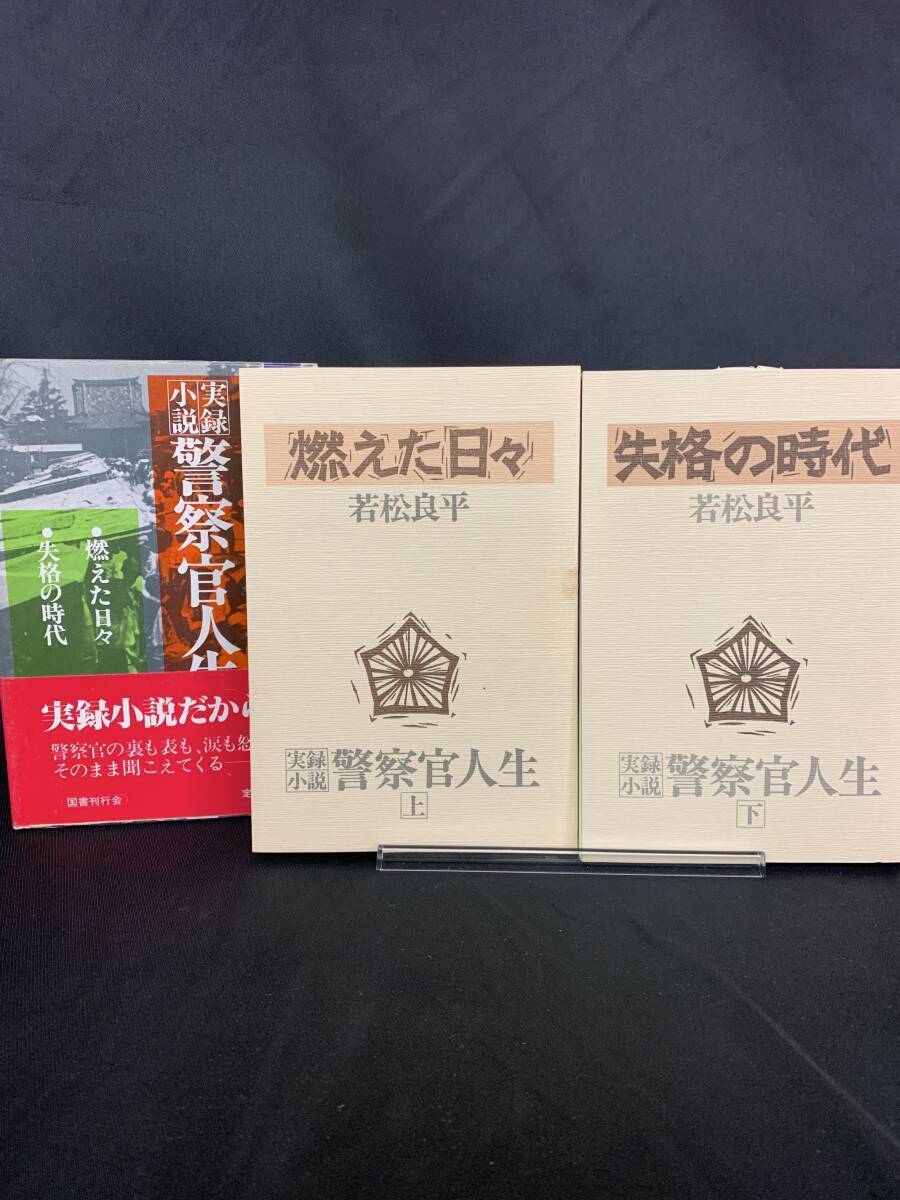 実録
小説
警察官人生
●燃えた日々
●失格の時代
実録小説だから
警察官の裏も表も、涙も怒
そのまま聞こえてくる――
国書刊行会
定
燃えた日々
若松良平
実録
小説
警察官人生
上
失格の時代
若松良平
実録
小説
警察官人生
下